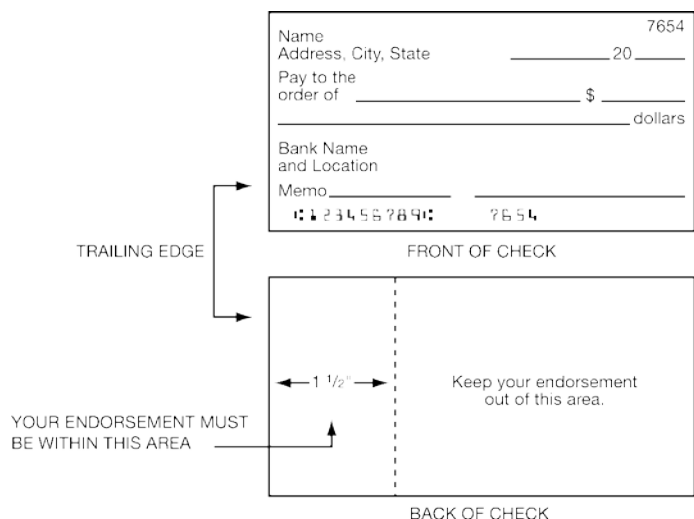 7654
Name
Address, City, State 20
Pay to the
order of $
dollars
Bank Name
and Location
Memo
⑆123456789⑆ 7654
TRAILING EDGE
FRONT OF CHECK
1 1/2"
Keep your endorsement
out of this area.
YOUR ENDORSEMENT MUST
BE WITHIN THIS AREA
BACK OF CHECK